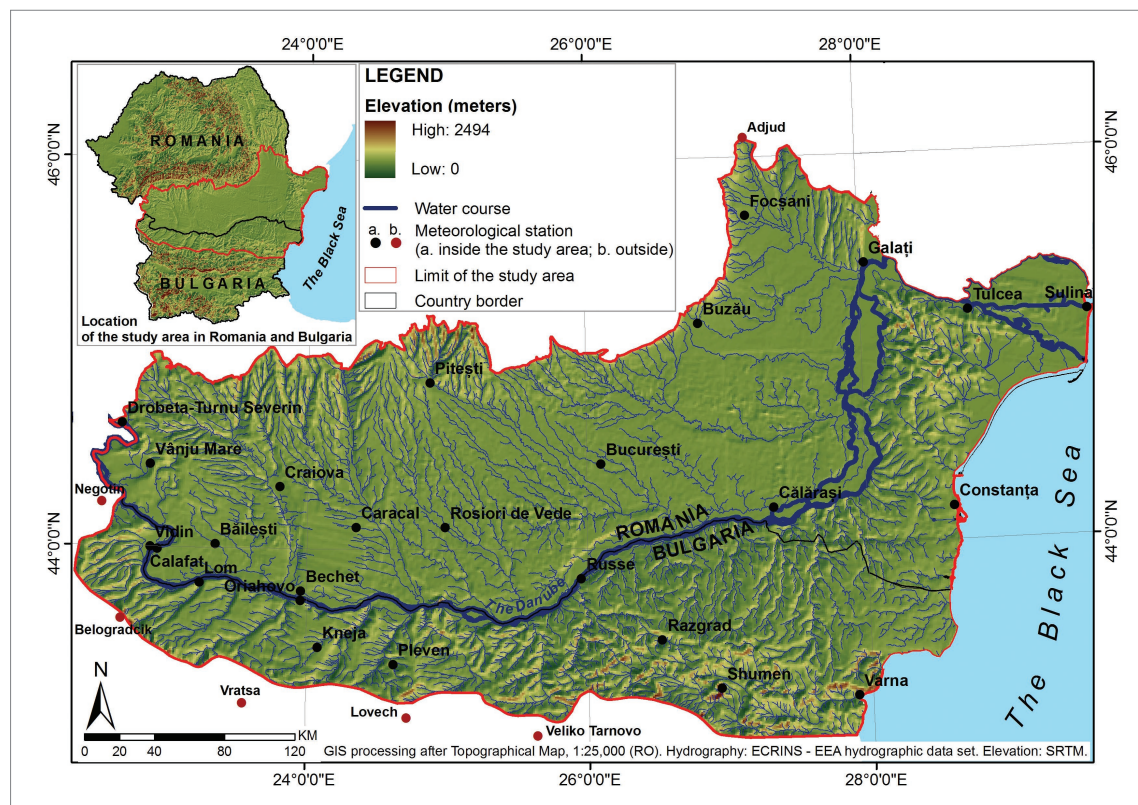 24°0'0"E
26°0'0"E
28°0'0"E
46°0'0"N
46°0'0"N
44°0'0"N
44°0'0"N
ROMANIA
BULGARIA
The Black Sea
Location
of the study area in Romania and Bulgaria
LEGEND
Elevation (meters)
High: 2494
Low: 0
Water course
a. b. Meteorological station
(a. inside the study area; b. outside)
Limit of the study area
Country border
Adjud
Focșani
Galați
Tulcea
Sulina
Buzău
Pitești
Drobeta-Turnu Severin
Vânju Mare
București
Craiova
Negotin
Călărași
Constanța
Caracal
Rosiori de Vede
ROMANIA
BULGARIA
Vidin
Băilești
Calafat
Lom
Oriahovo
Bechet
Russe
The Danube
Belogradcik
Kneja
Pleven
Razgrad
Shumen
Varna
Vratsa
Lovech
Veliko Tarnovo
The Black Sea
N
0 20 40 80 120
KM
GIS processing after Topographical Map, 1:25,000 (RO). Hydrography: ECRINS - EEA hydrographic data set. Elevation: SRTM.
24°0'0"E
26°0'0"E
28°0'0"E